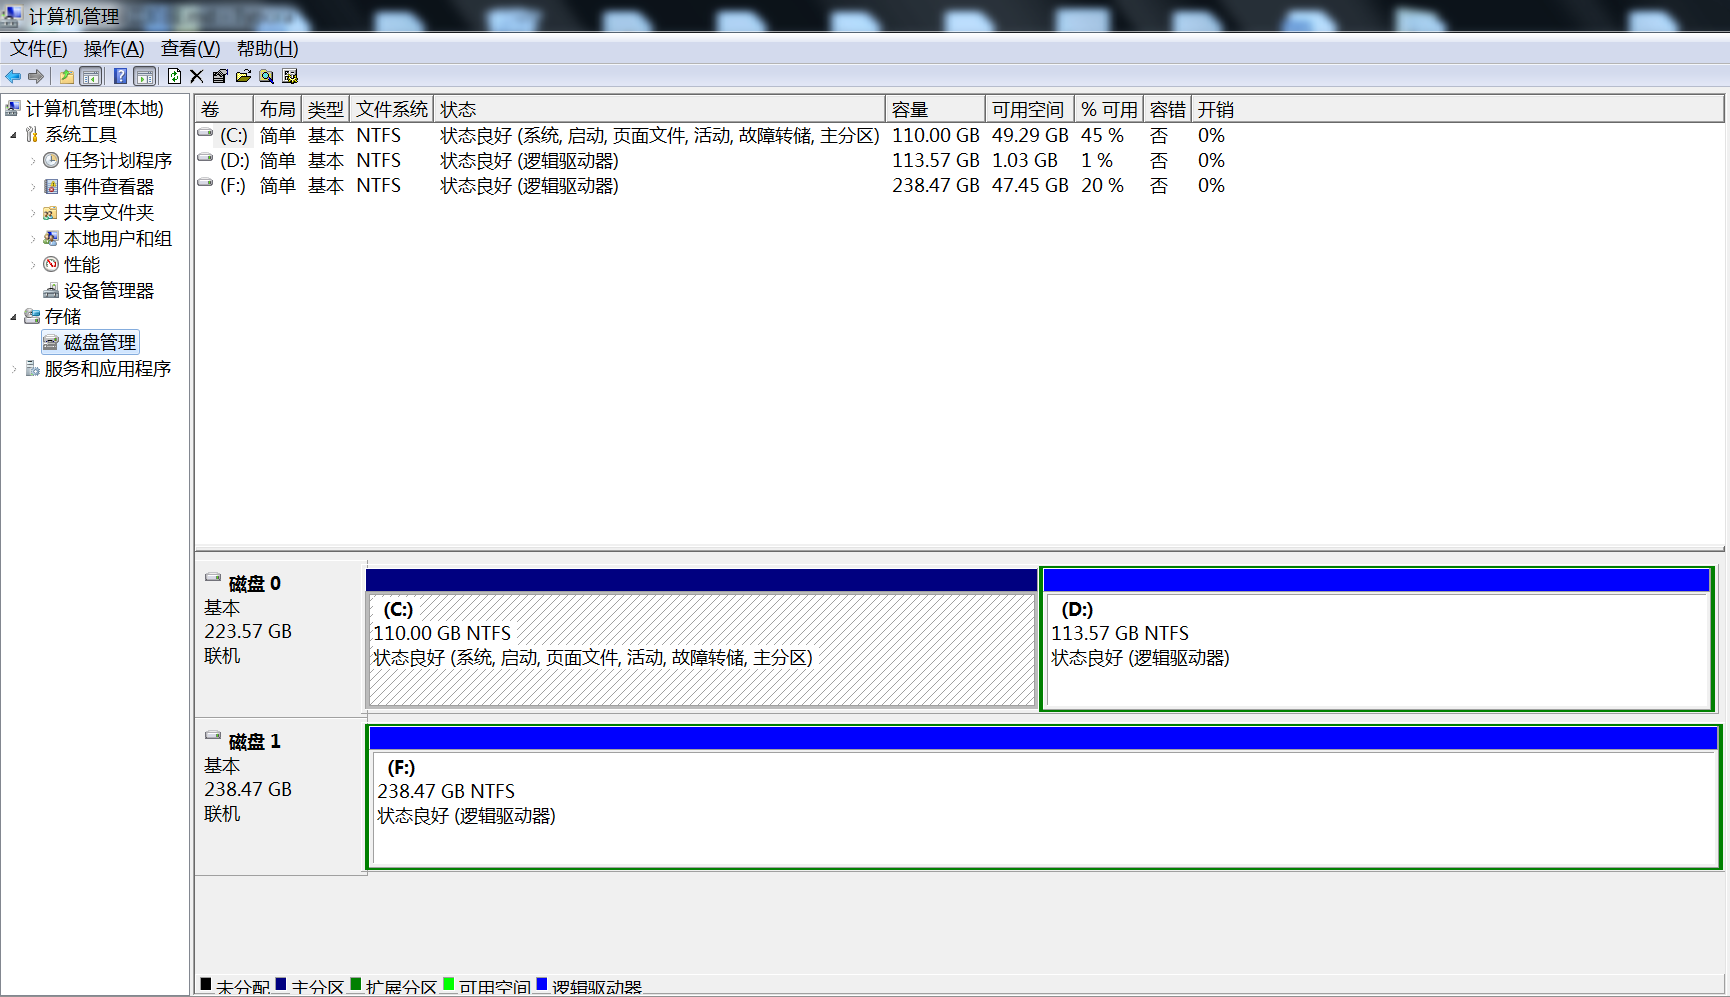 计算机管理
文件(F) 操作(A) 查看(V) 帮助(H)
计算机管理(本地)
系统工具
任务计划程序
事件查看器
共享文件夹
本地用户和组
性能
设备管理器
存储
磁盘管理
服务和应用程序
卷 布局 类型 文件系统 状态 容量 可用空间 % 可用 容错 开销
(C:) 简单 基本 NTFS 状态良好 (系统, 启动, 页面文件, 活动, 故障转储, 主分区) 110.00 GB 49.29 GB 45 % 否 0%
(D:) 简单 基本 NTFS 状态良好 (逻辑驱动器) 113.57 GB 1.03 GB 1 % 否 0%
(F:) 简单 基本 NTFS 状态良好 (逻辑驱动器) 238.47 GB 47.45 GB 20 % 否 0%
磁盘 0
基本
223.57 GB
联机
(C:)
110.00 GB NTFS
状态良好 (系统, 启动, 页面文件, 活动, 故障转储, 主分区)
(D:)
113.57 GB NTFS
状态良好 (逻辑驱动器)
磁盘 1
基本
238.47 GB
联机
(F:)
238.47 GB NTFS
状态良好 (逻辑驱动器)
未分配 主分区 扩展分区 可用空间 逻辑驱动器